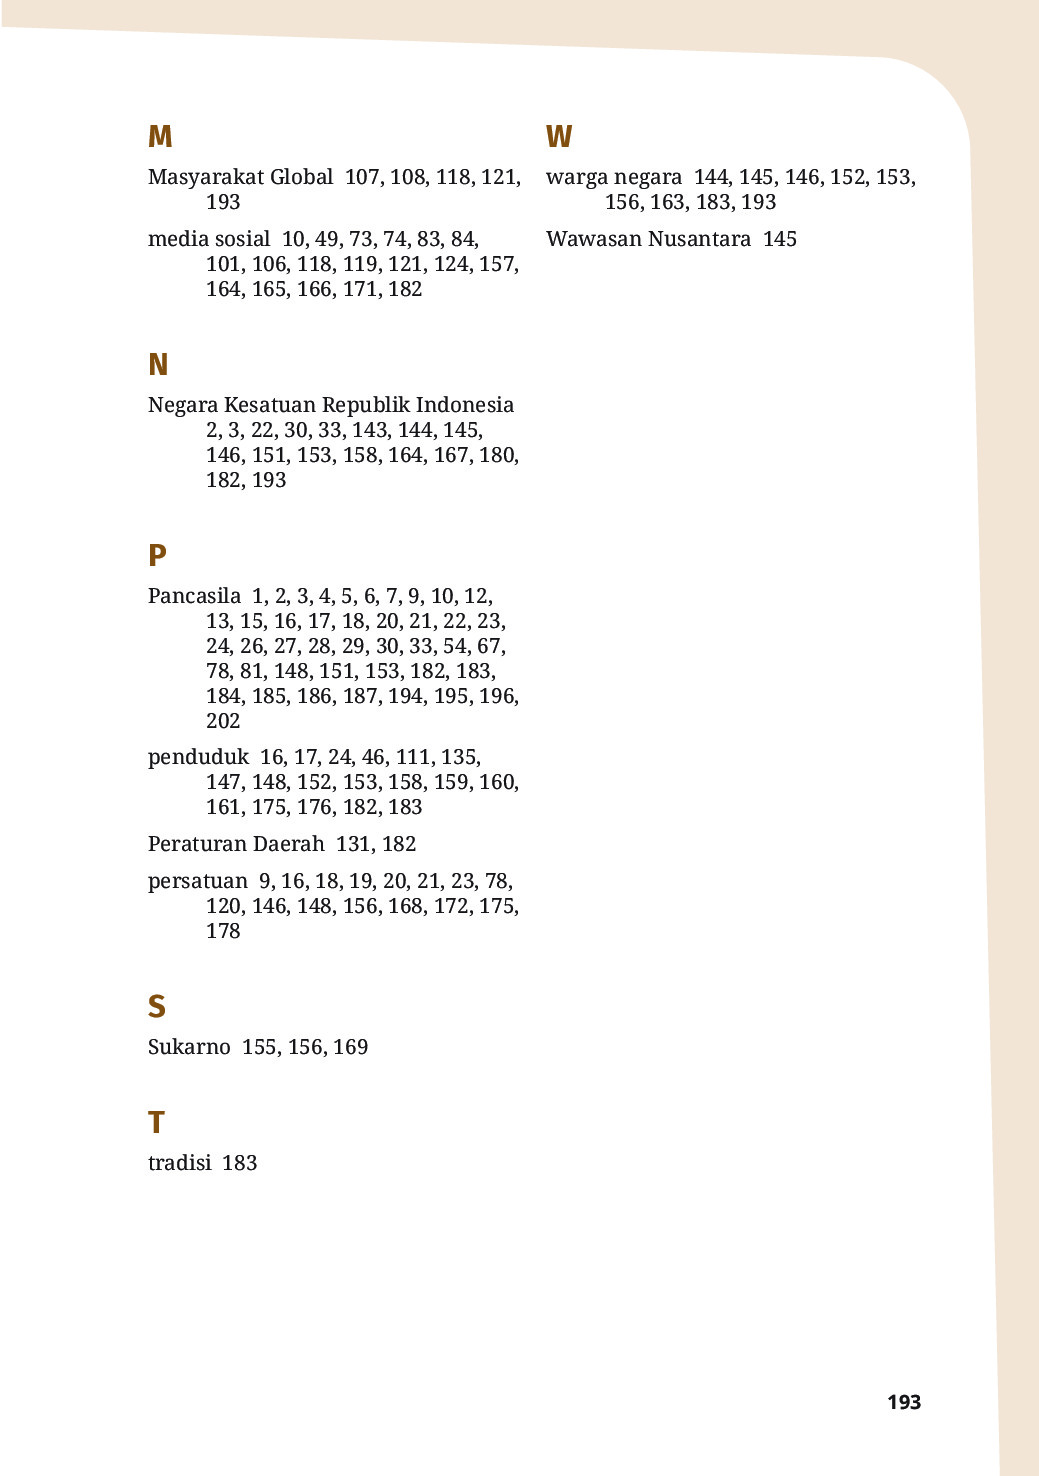 M
Masyarakat Global 107, 108, 118, 121,
193
media sosial 10, 49, 73, 74, 83, 84,
101, 106, 118, 119, 121, 124, 157,
164, 165, 166, 171, 182
N
Negara Kesatuan Republik Indonesia
2, 3, 22, 30, 33, 143, 144, 145,
146, 151, 153, 158, 164, 167, 180,
182, 193
P
Pancasila 1, 2, 3, 4, 5, 6, 7, 9, 10, 12,
13, 15, 16, 17, 18, 20, 21, 22, 23,
24, 26, 27, 28, 29, 30, 33, 54, 67,
78, 81, 148, 151, 153, 182, 183,
184, 185, 186, 187, 194, 195, 196,
202
penduduk 16, 17, 24, 46, 111, 135,
147, 148, 152, 153, 158, 159, 160,
161, 175, 176, 182, 183
Peraturan Daerah 131, 182
persatuan 9, 16, 18, 19, 20, 21, 23, 78,
120, 146, 148, 156, 168, 172, 175,
178
S
Sukarno 155, 156, 169
T
tradisi 183
W
warga negara 144, 145, 146, 152, 153,
156, 163, 183, 193
Wawasan Nusantara 145
193